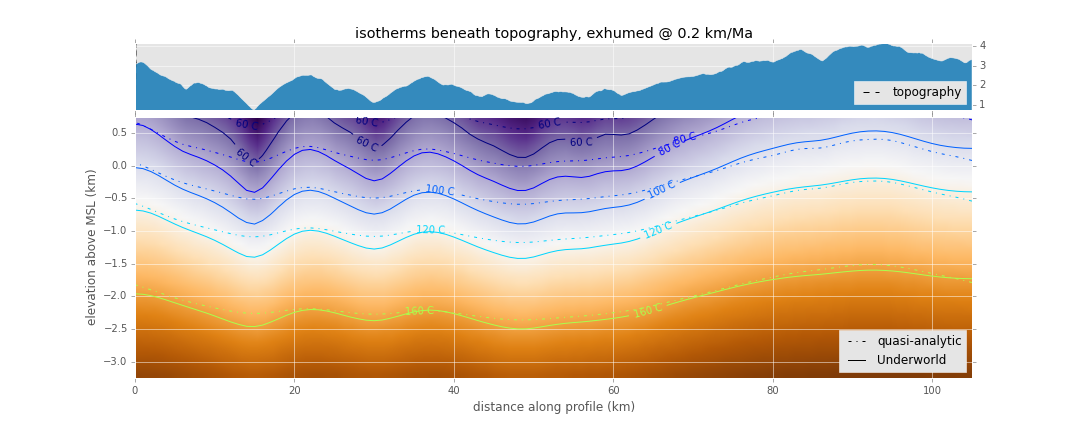 isotherms beneath topography, exhumed @ 0.2 km/Ma
4
3
2
1
topography
0.5
0.0
−0.5
−1.0
−1.5
−2.0
−2.5
−3.0
elevation above MSL (km)
60 C
60 C
60 C
60 C
60 C
60 C
80 C
80 C
100 C
100 C
120 C
120 C
160 C
160 C
quasi-analytic
Underworld
0
20
40
60
80
100
distance along profile (km)